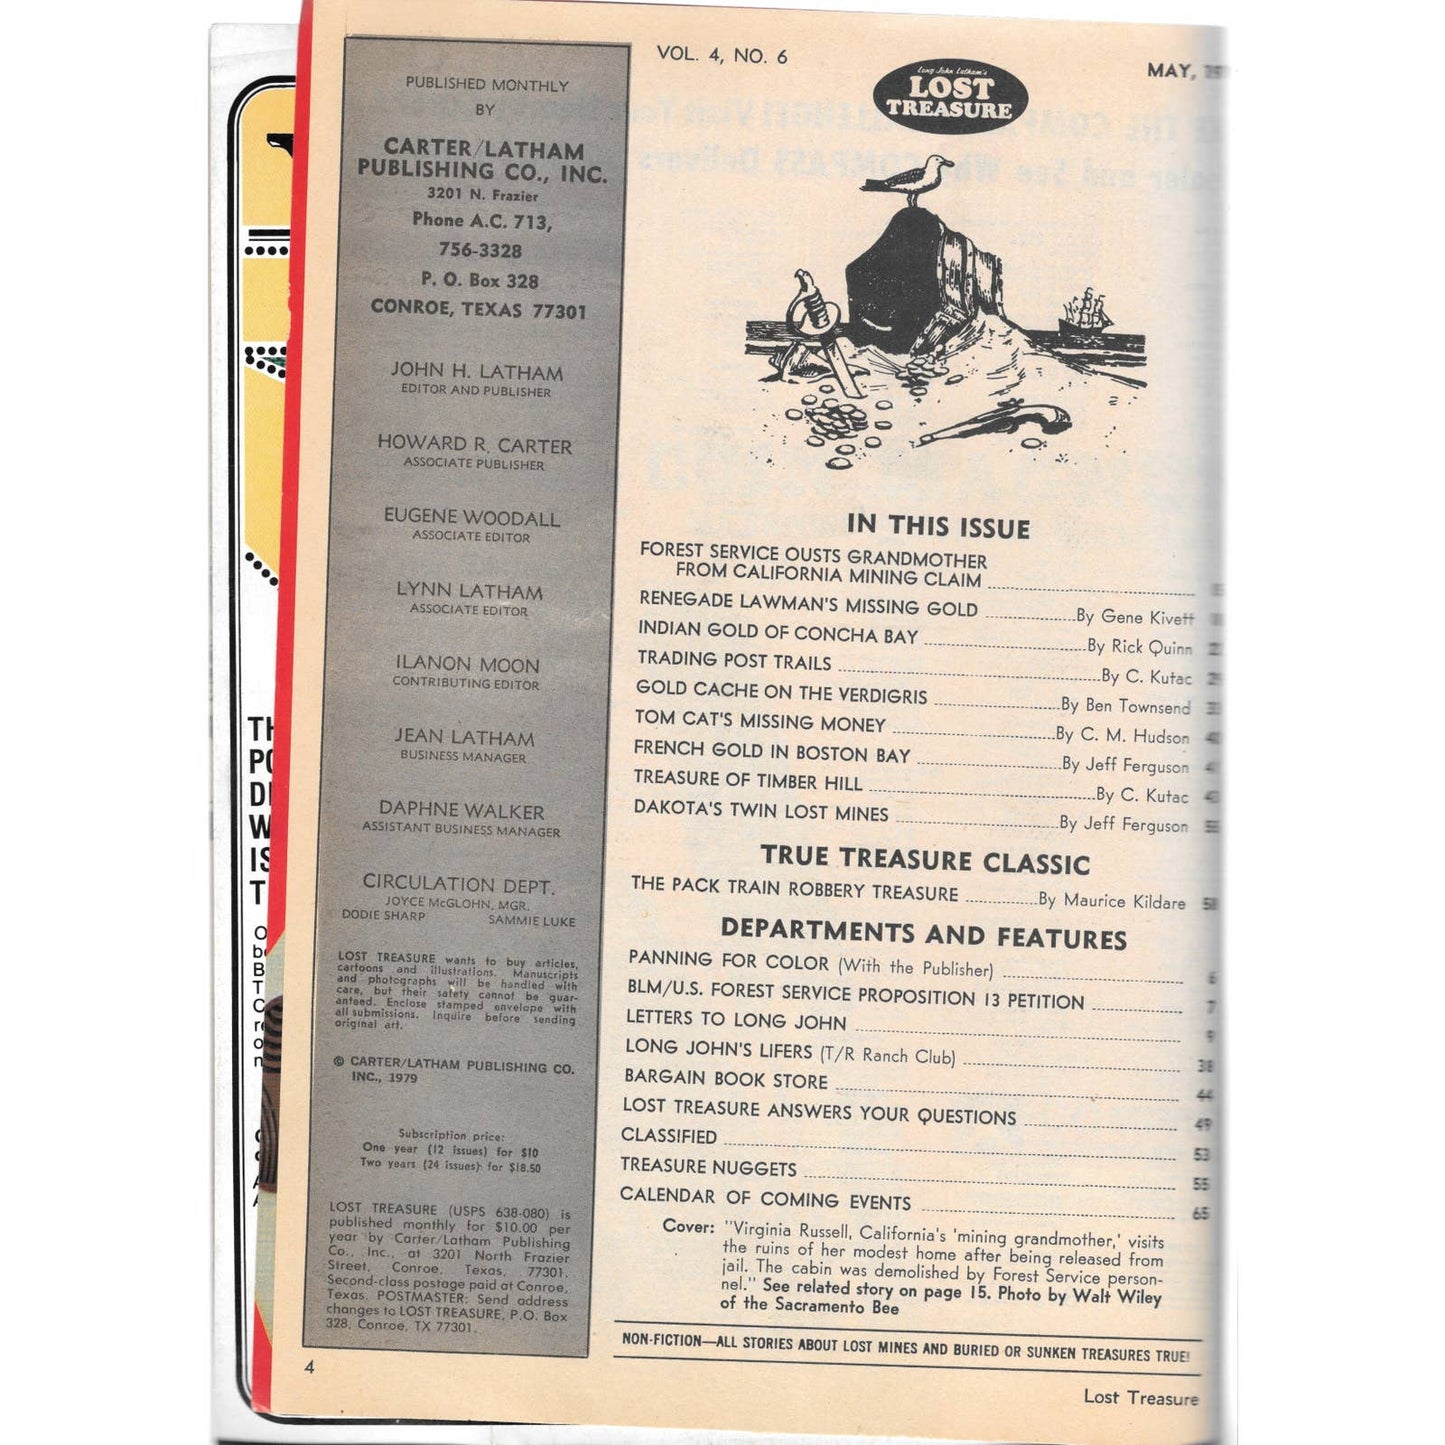 PUBLISHED MONTHLY
BY
CARTER/LATHAM
PUBLISHING CO., INC.
3201 N. Frazier
Phone A.C. 713,
756-3328
P. O. Box 328
CONROE, TEXAS 77301
JOHN H. LATHAM
EDITOR AND PUBLISHER
HOWARD R. CARTER
ASSOCIATE PUBLISHER
EUGENE WOODALL
ASSOCIATE EDITOR
LYNN LATHAM
ASSOCIATE EDITOR
ILANON MOON
CONTRIBUTING EDITOR
JEAN LATHAM
BUSINESS MANAGER
DAPHNE WALKER
ASSISTANT BUSINESS MANAGER
CIRCULATION DEPT.
JOYCE McGLOHN, MGR.
DODIE SHARP SAMMIE LUKE
LOST TREASURE wants to buy articles,
cartoons and illustrations. Manuscripts
and photographs will be handled with
care, but their safety cannot be guar-
anteed. Enclose stamped envelope with
all submissions. Inquire before sending
original art.
© CARTER/LATHAM PUBLISHING CO.
INC., 1979
Subscription price:
One year (12 issues) for $10
Two years (24 issues) for $18.50
LOST TREASURE (USPS 638-080) is
published monthly for $10.00 per
year by Carter/Latham Publishing
Co., Inc., at 3201 North Frazier
Street, Conroe, Texas, 77301.
Second-class postage paid at Conroe,
Texas. POSTMASTER: Send address
changes to LOST TREASURE, P.O. Box
328, Conroe, TX 77301.
4
VOL. 4, NO. 6
Long John Latham's
LOST
TREASURE
MAY,
IN THIS ISSUE
FOREST SERVICE OUSTS GRANDMOTHER
FROM CALIFORNIA MINING CLAIM
RENEGADE LAWMAN'S MISSING GOLD By Gene Kivett
INDIAN GOLD OF CONCHA BAY By Rick Quinn
TRADING POST TRAILS By C. Kutac
GOLD CACHE ON THE VERDIGRIS By Ben Townsend
TOM CAT'S MISSING MONEY By C. M. Hudson
FRENCH GOLD IN BOSTON BAY By Jeff Ferguson
TREASURE OF TIMBER HILL By C. Kutac
DAKOTA'S TWIN LOST MINES By Jeff Ferguson
TRUE TREASURE CLASSIC
THE PACK TRAIN ROBBERY TREASURE By Maurice Kildare
DEPARTMENTS AND FEATURES
PANNING FOR COLOR (With the Publisher) 6
BLM/U.S. FOREST SERVICE PROPOSITION 13 PETITION 7
LETTERS TO LONG JOHN 9
LONG JOHN'S LIFERS (T/R Ranch Club) 38
BARGAIN BOOK STORE 44
LOST TREASURE ANSWERS YOUR QUESTIONS 49
CLASSIFIED 53
TREASURE NUGGETS 55
CALENDAR OF COMING EVENTS 65
Cover: "Virginia Russell, California's 'mining grandmother,' visits
the ruins of her modest home after being released from
jail. The cabin was demolished by Forest Service person-
nel." See related story on page 15. Photo by Walt Wiley
of the Sacramento Bee
NON-FICTION—ALL STORIES ABOUT LOST MINES AND BURIED OR SUNKEN TREASURES TRUE!
Lost Treasure